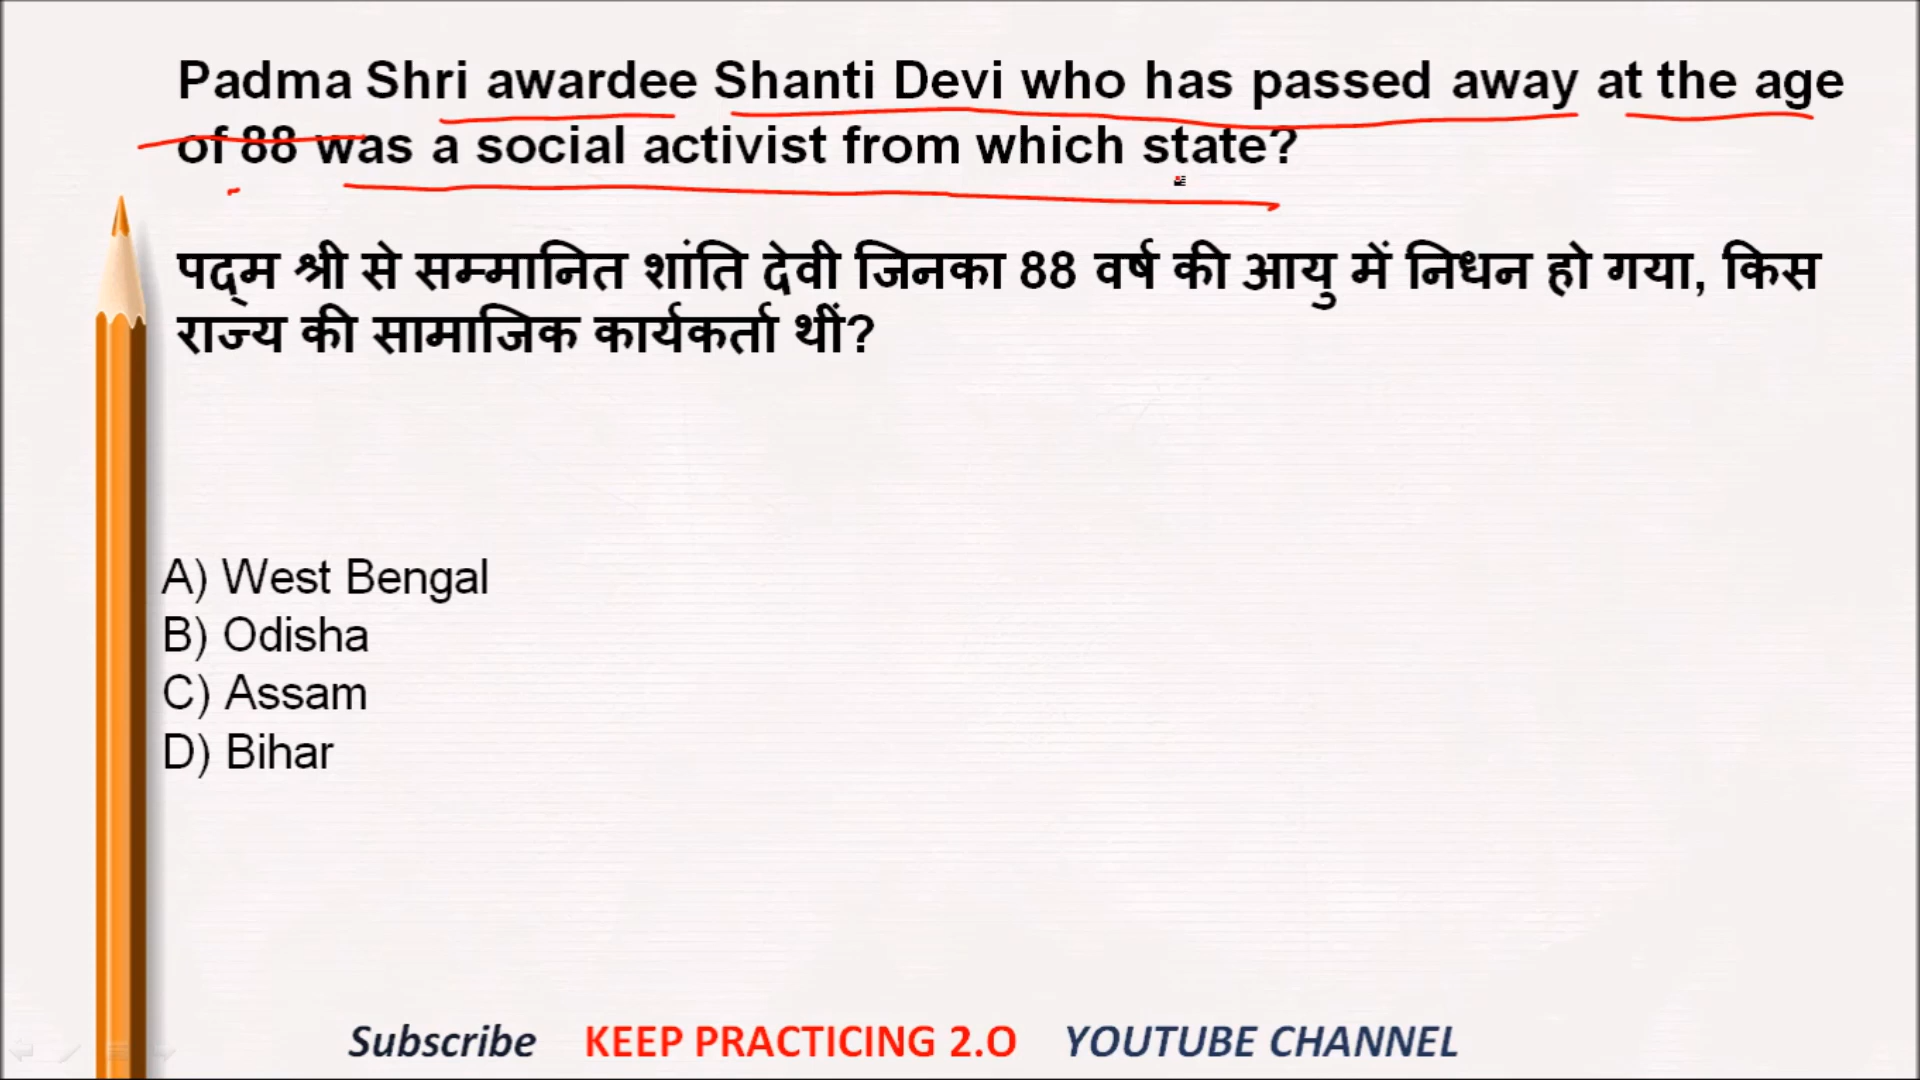 Padma Shri awardee Shanti Devi who has passed away at the age
of 88 was a social activist from which state?
पद्म श्री से सम्मानित शांति देवी जिनका 88 वर्ष की आयु में निधन हो गया, किस
राज्य की सामाजिक कार्यकर्ता थीं?
A) West Bengal
B) Odisha
C) Assam
D) Bihar
Subscribe KEEP PRACTICING 2.O YOUTUBE CHANNEL